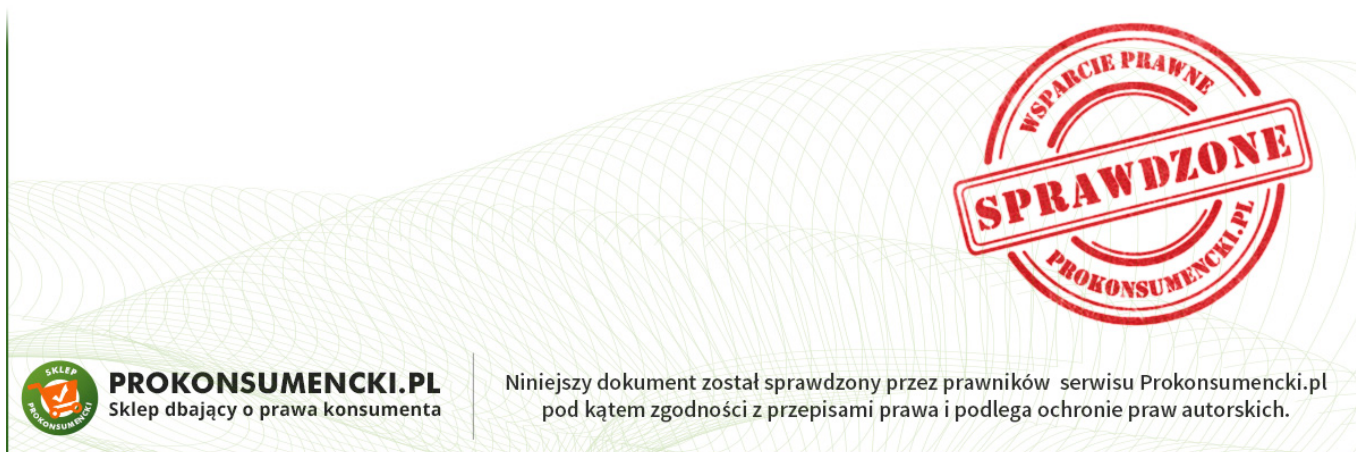 WSPARCIE PRAWNE
SPRAWDZONE
PROKONSUMENCKI.PL
SKLEP
PROKONSUMENCKI
PROKONSUMENCKI.PL
Sklep dbający o prawa konsumenta
Niniejszy dokument został sprawdzony przez prawników serwisu Prokonsumencki.pl
pod kątem zgodności z przepisami prawa i podlega ochronie praw autorskich.